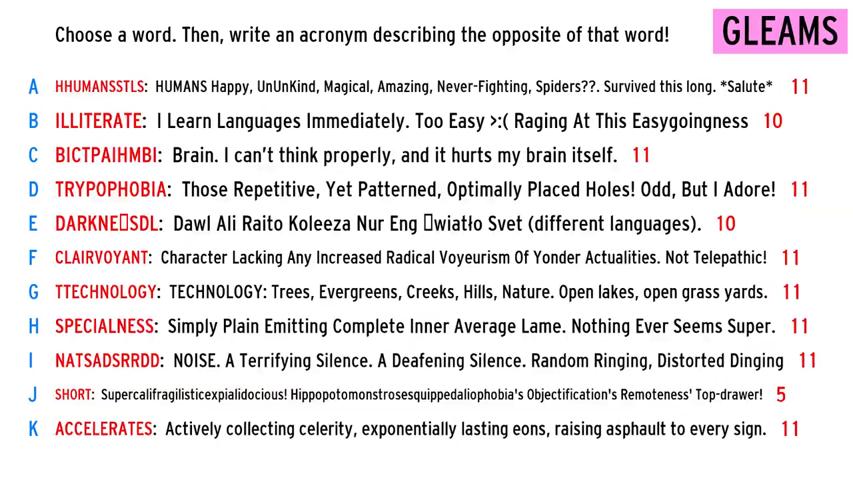 Choose a word. Then, write an acronym describing the opposite of that word!
GLEAMS
A HHUMANSSTLS: HUMANS Happy, UnUnKind, Magical, Amazing, Never-Fighting, Spiders??. Survived this long. *Salute* 11
B ILLITERATE: I Learn Languages Immediately. Too Easy >:( Raging At This Easygoingness 10
C BICTPAIHMBI: Brain. I can't think properly, and it hurts my brain itself. 11
D TRYPOPHOBIA: Those Repetitive, Yet Patterned, Optimally Placed Holes! Odd, But I Adore! 11
E DARKNE▯SDL: Dawl Ali Raito Koleeza Nur Eng ▯wiatło Svet (different languages). 10
F CLAIRVOYANT: Character Lacking Any Increased Radical Voyeurism Of Yonder Actualities. Not Telepathic! 11
G TTECHNOLOGY: TECHNOLOGY: Trees, Evergreens, Creeks, Hills, Nature. Open lakes, open grass yards. 11
H SPECIALNESS: Simply Plain Emitting Complete Inner Average Lame. Nothing Ever Seems Super. 11
I NATSADSRRDD: NOISE. A Terrifying Silence. A Deafening Silence. Random Ringing, Distorted Dinging 11
J SHORT: Supercalifragilisticexpialidocious! Hippopotomonstrosesquippedaliophobia's Objectification's Remoteness' Top-drawer! 5
K ACCELERATES: Actively collecting celerity, exponentially lasting eons, raising asphault to every sign. 11